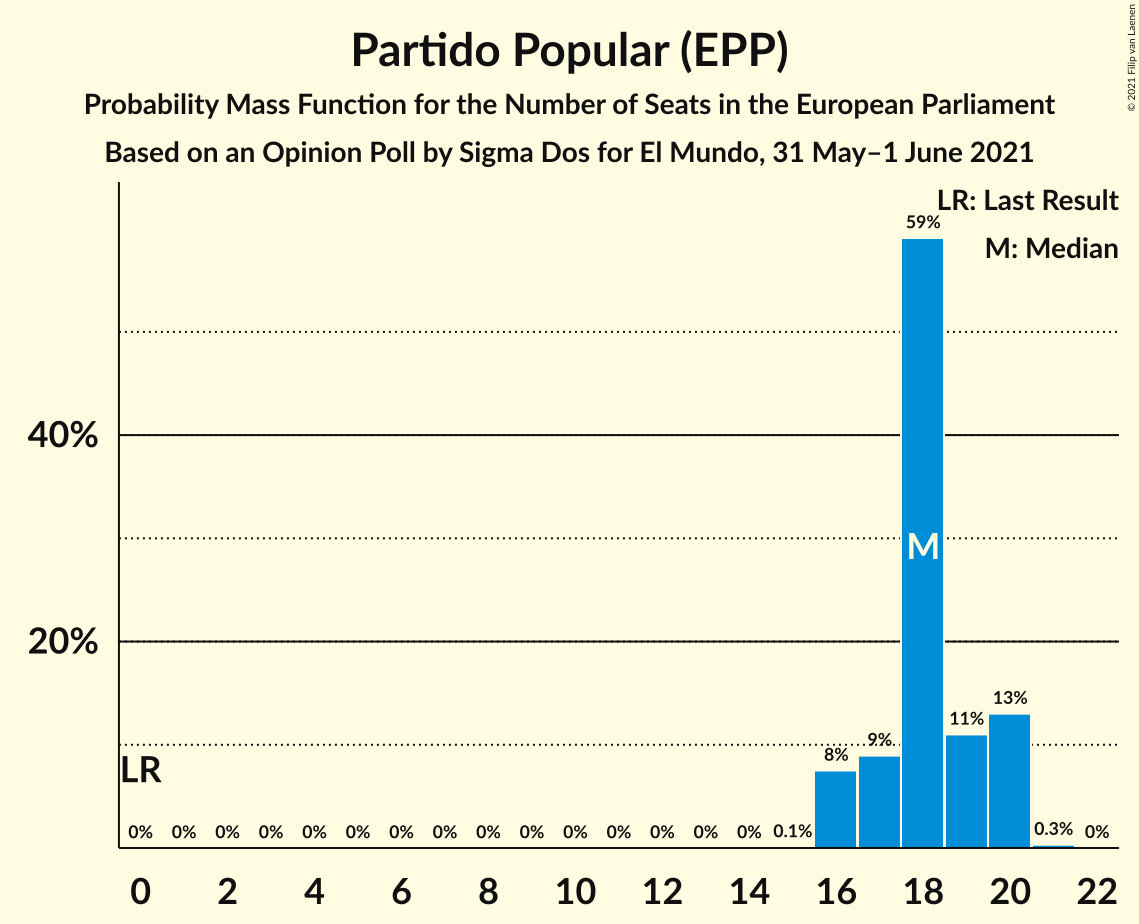 Partido Popular (EPP)
Probability Mass Function for the Number of Seats in the European Parliament
Based on an Opinion Poll by Sigma Dos for El Mundo, 31 May–1 June 2021
© 2021 Filip van Laenen
LR: Last Result
M: Median
59%
40%
M
20%
13%
11%
9%
8%
LR
0% 0% 0% 0% 0% 0% 0% 0% 0% 0% 0% 0% 0% 0% 0% 0.1% 0.3% 0%
0 2 4 6 8 10 12 14 16 18 20 22